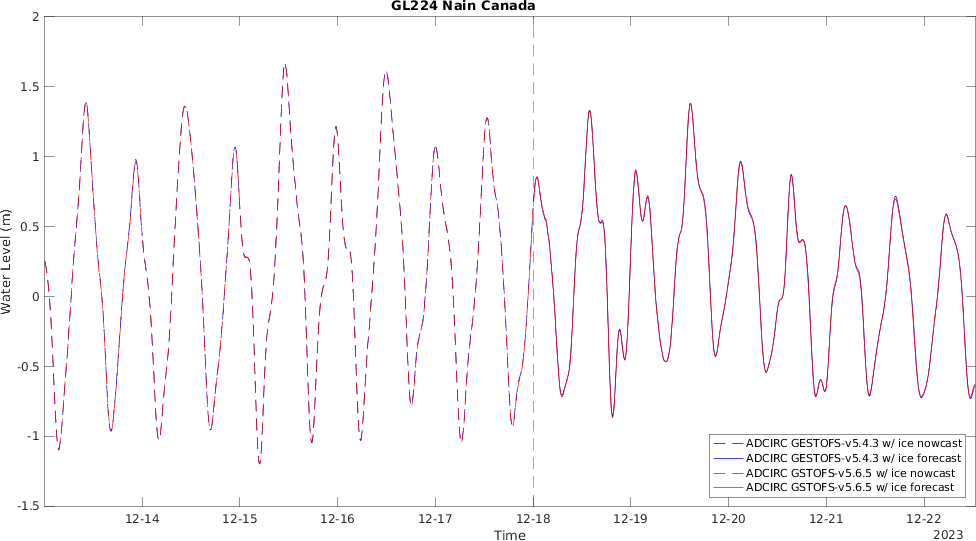 GL224 Nain Canada
2
1.5
1
0.5
0
-0.5
-1
-1.5
Water Level (m)
ADCIRC GESTOFS-v5.4.3 w/ ice nowcast
ADCIRC GESTOFS-v5.4.3 w/ ice forecast
ADCIRC GSTOFS-v5.6.5 w/ ice nowcast
ADCIRC GSTOFS-v5.6.5 w/ ice forecast
12-14 12-15 12-16 12-17 12-18 12-19 12-20 12-21 12-22
Time
2023